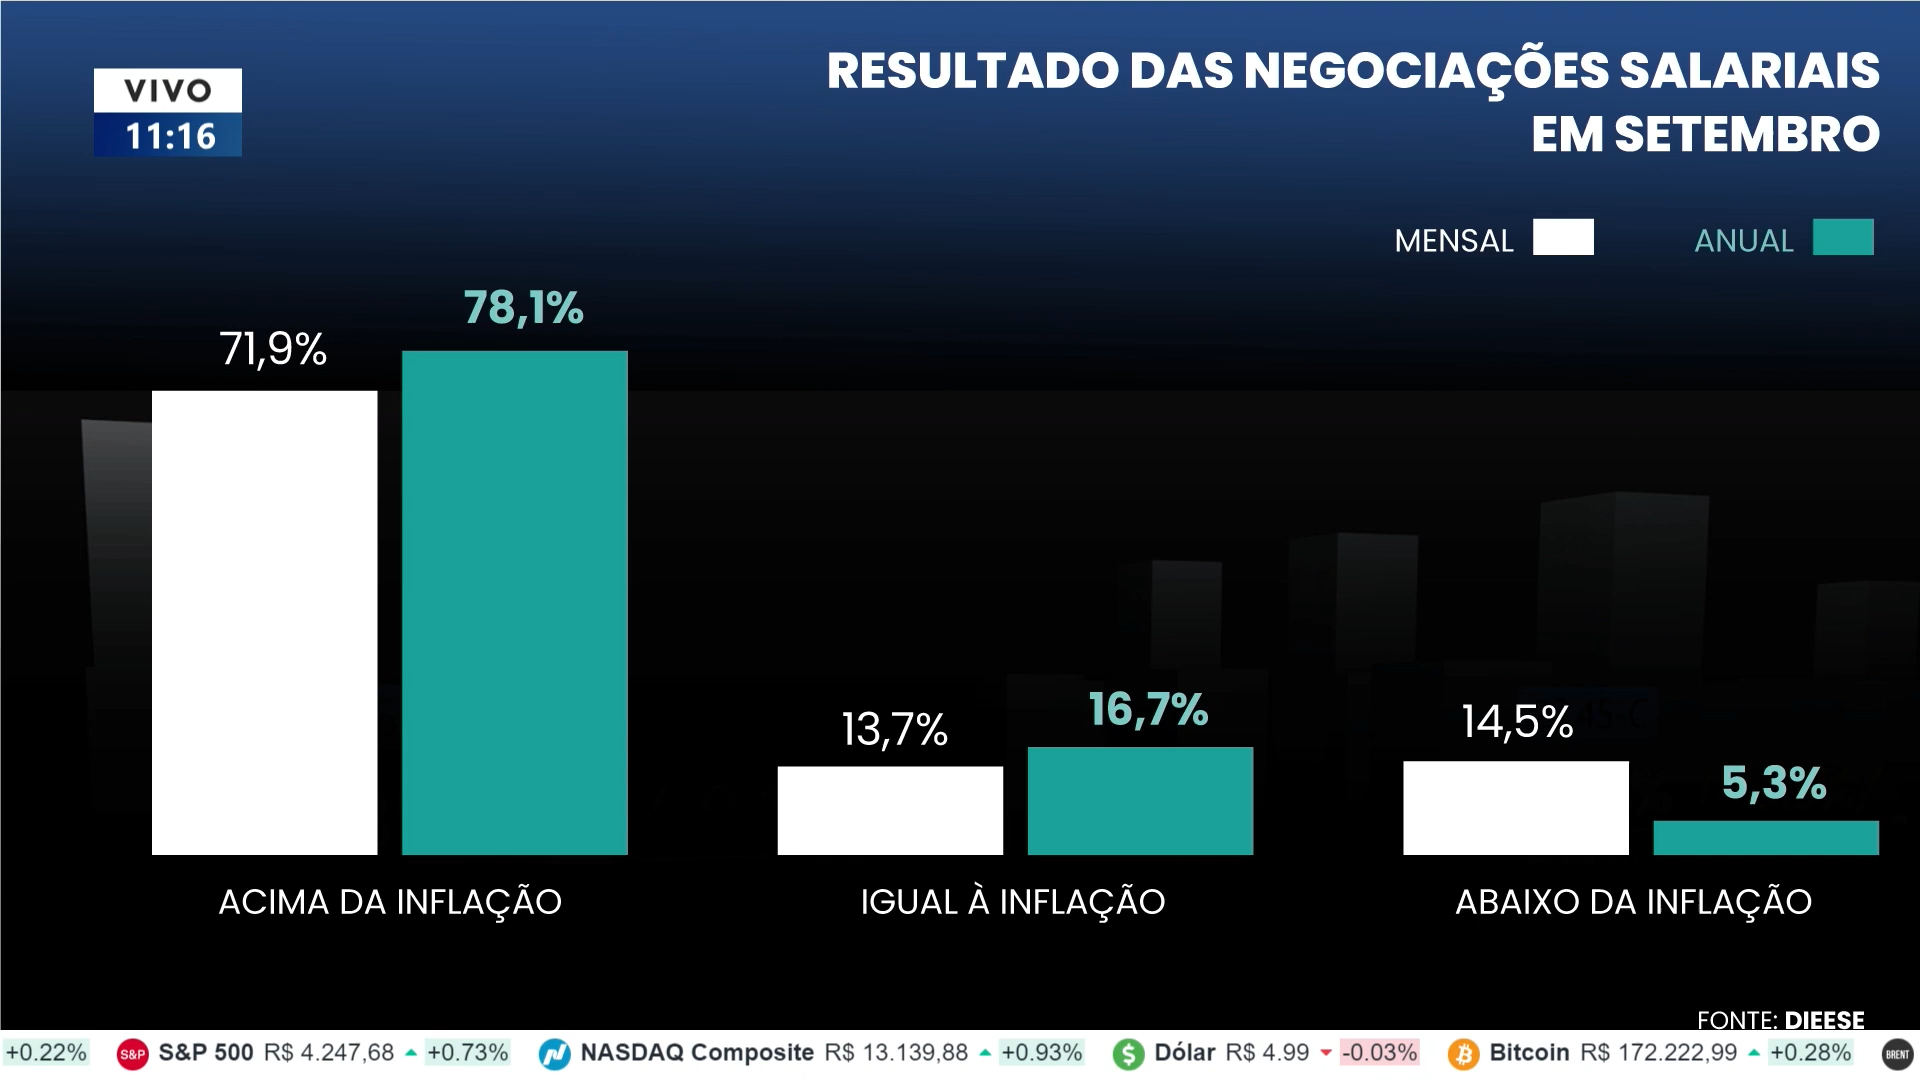 RESULTADO DAS NEGOCIAÇÕES SALARIAIS
EM SETEMBRO
VIVO
11:16
MENSAL
ANUAL
71,9%
78,1%
13,7%
16,7%
14,5%
5,3%
ACIMA DA INFLAÇÃO
IGUAL À INFLAÇÃO
ABAIXO DA INFLAÇÃO
FONTE: DIEESE
+0.22% S&P S&P 500 R$ 4.247,68 +0.73% NASDAQ Composite R$ 13.139,88 +0.93% $ Dólar R$ 4.99 -0.03% Bitcoin R$ 172.222,99 +0.28% BRENT